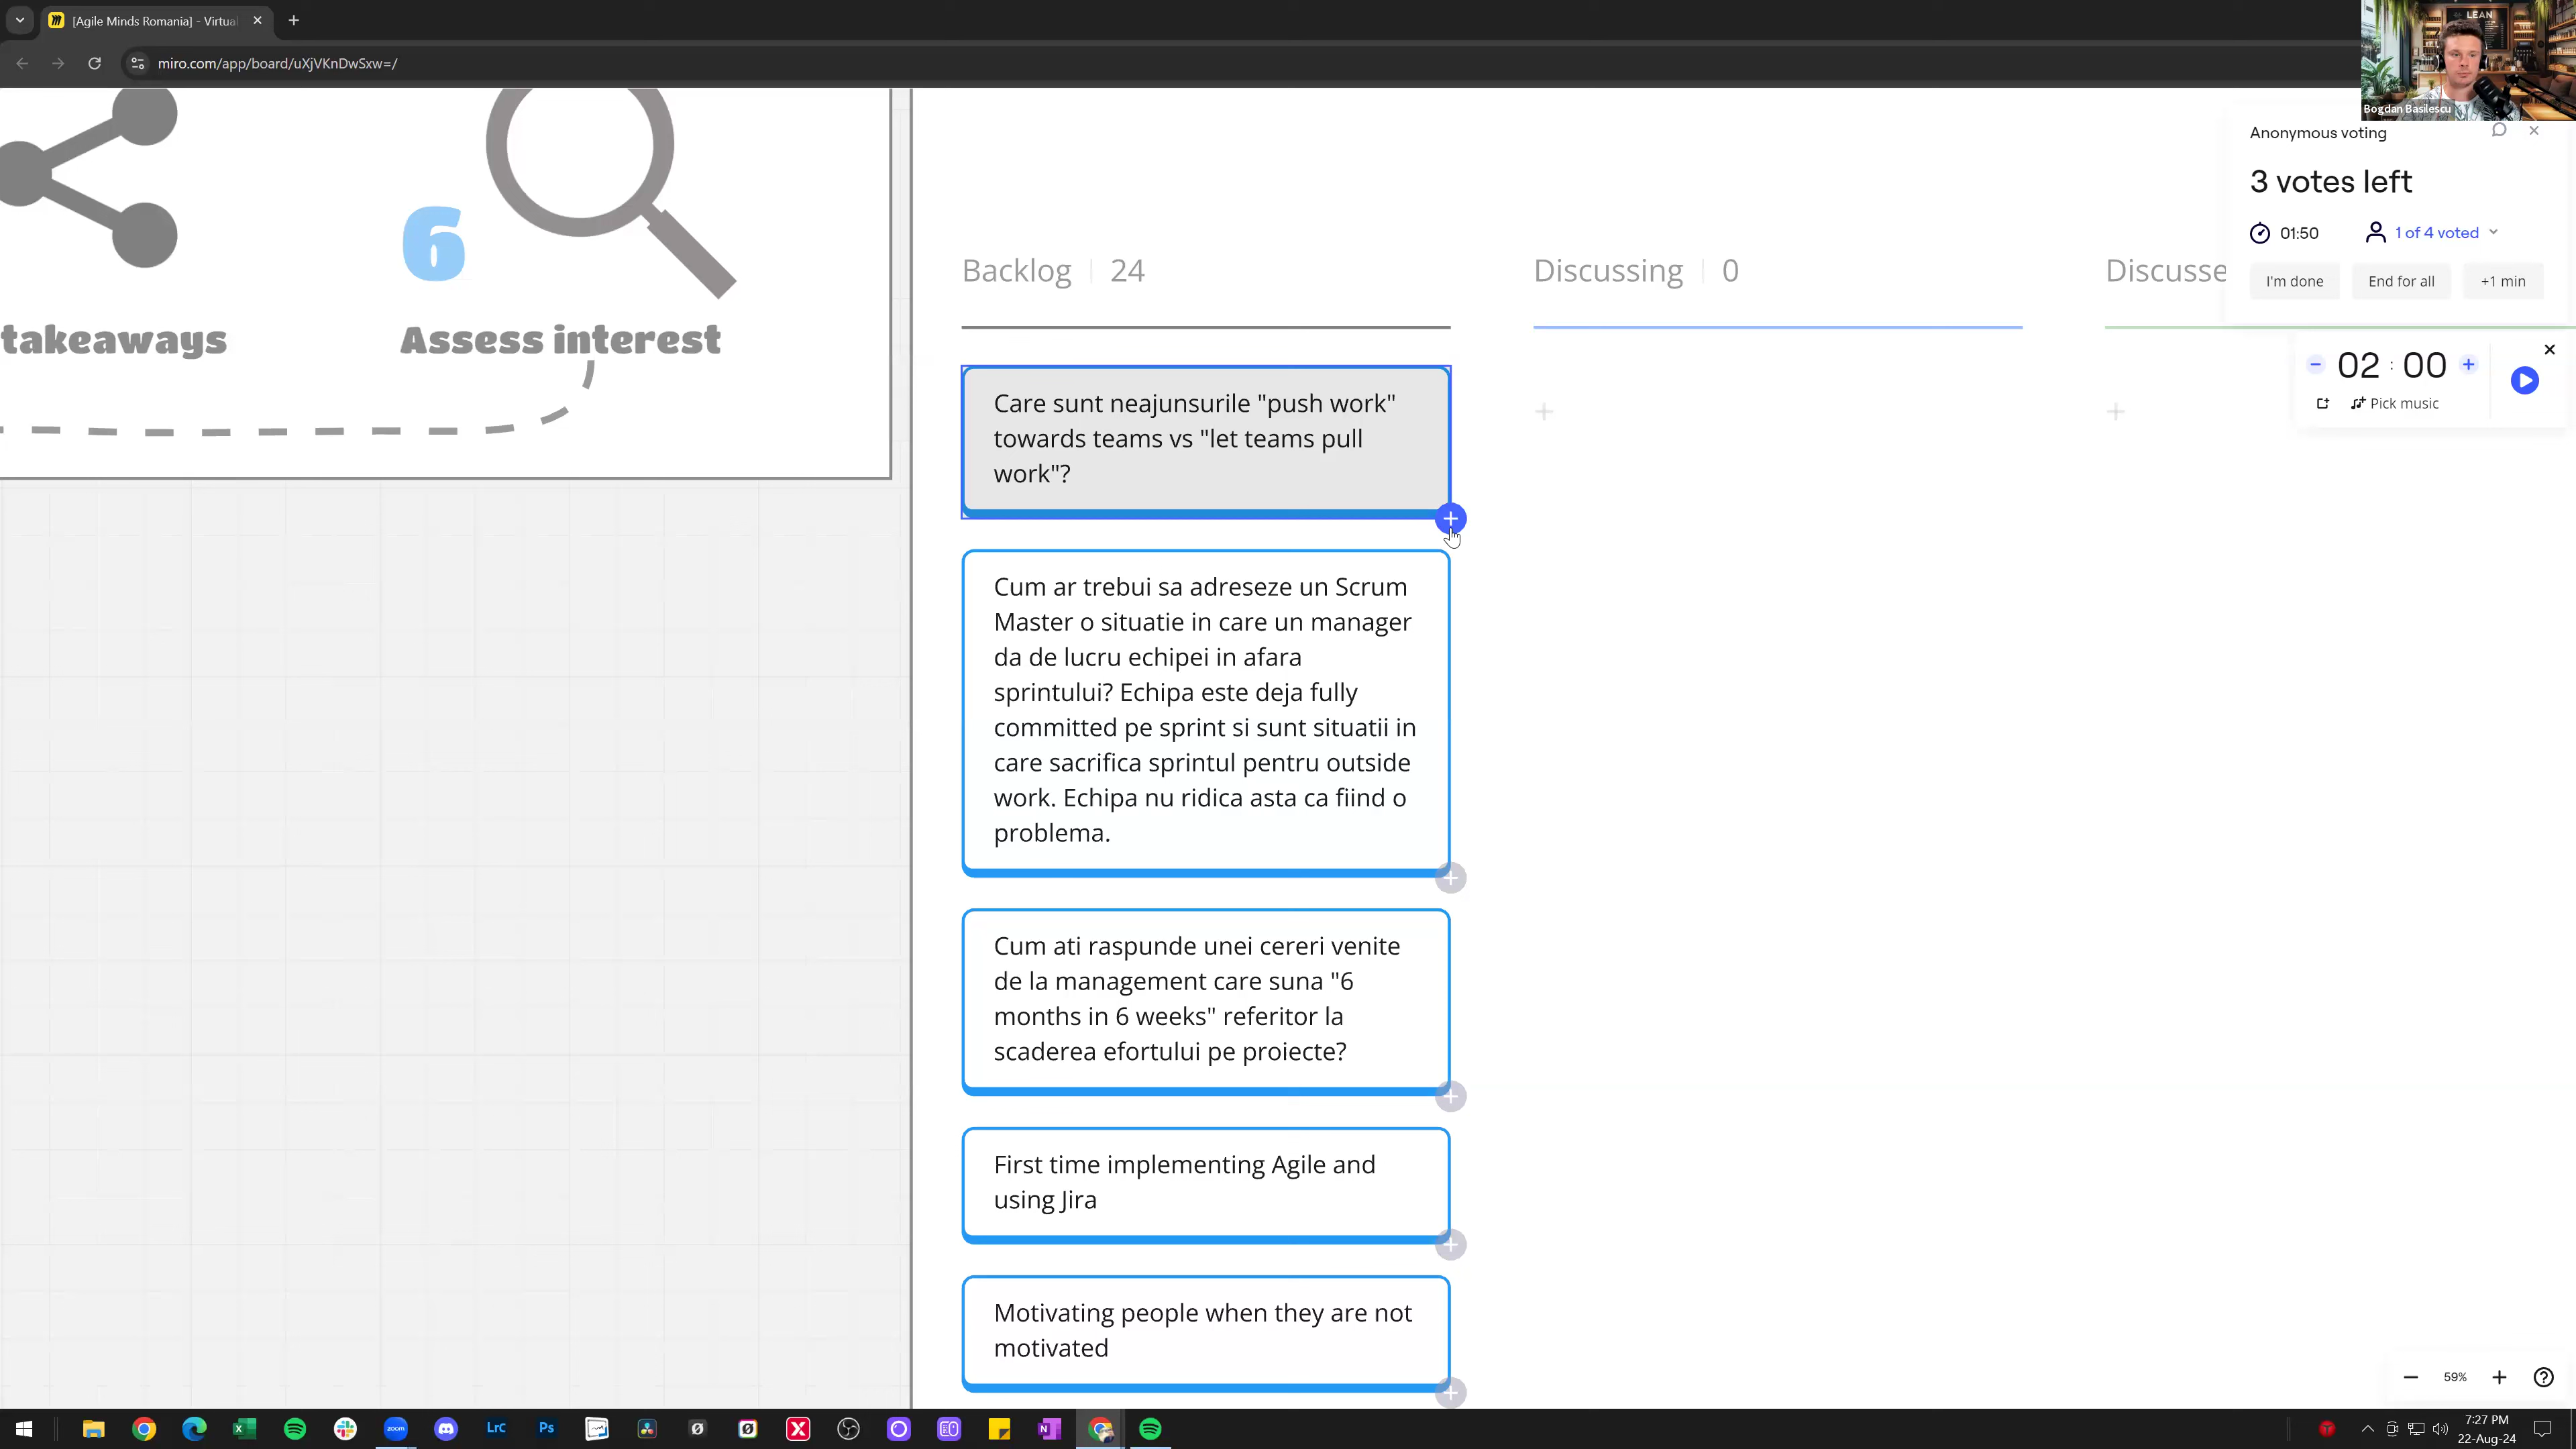 [Agile Minds Romania] - Virtual
miro.com/app/board/uXjVKnDwSxw=/
LEAN
Bogdan Basilescu
takeaways
6
Assess interest
Backlog | 24
Discussing | 0
Discusse
Anonymous voting
3 votes left
01:50
1 of 4 voted
I'm done
End for all
+1 min
02 : 00
Pick music
Care sunt neajunsurile "push work"
towards teams vs "let teams pull
work"?
Cum ar trebui sa adreseze un Scrum
Master o situatie in care un manager
da de lucru echipei in afara
sprintului? Echipa este deja fully
committed pe sprint si sunt situatii in
care sacrifica sprintul pentru outside
work. Echipa nu ridica asta ca fiind o
problema.
Cum ati raspunde unei cereri venite
de la management care suna "6
months in 6 weeks" referitor la
scaderea efortului pe proiecte?
First time implementing Agile and
using Jira
Motivating people when they are not
motivated
59%
zoom
LrC
Ps
7:27 PM
22-Aug-24